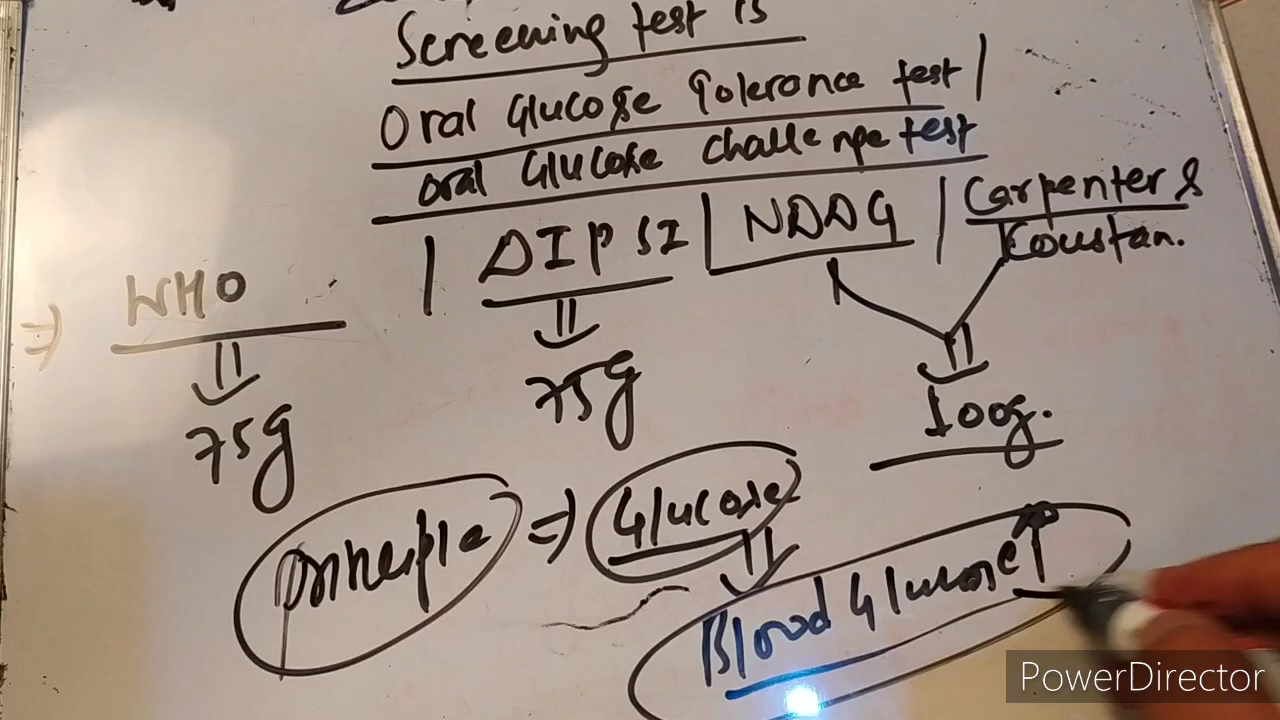 Screening test is
Oral Glucose Tolerance test |
oral Glucose challenge test
=> WHO | DIPSI | NDDG | Carpenter &
Coustan.
75g 75g 100g.
principle => Glucose
Blood Glucose ↑
PowerDirector